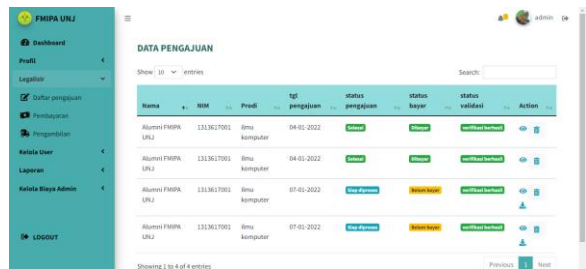 FMIPA UNJ
admin
Dashboard
Profil
Legalisir
Daftar pengajuan
Pembayaran
Pengambilan
Kelola User
Laporan
Kelola Biaya Admin
LOGOUT
DATA PENGAJUAN
Show 10 entries
Search:
Nama NIM Prodi tgl pengajuan status pengajuan status bayar status validasi Action
Alumni FMIPA UNJ 1313617001 ilmu komputer 04-01-2022 Selesai Dibayar verifikasi berhasil
Alumni FMIPA UNJ 1313617001 ilmu komputer 04-01-2022 Selesai Dibayar verifikasi berhasil
Alumni FMIPA UNJ 1313617001 ilmu komputer 07-01-2022 Siap diproses Belum bayar verifikasi berhasil
Alumni FMIPA UNJ 1313617001 ilmu komputer 07-01-2022 Siap diproses Belum bayar verifikasi berhasil
Showing 1 to 4 of 4 entries
Previous 1 Next